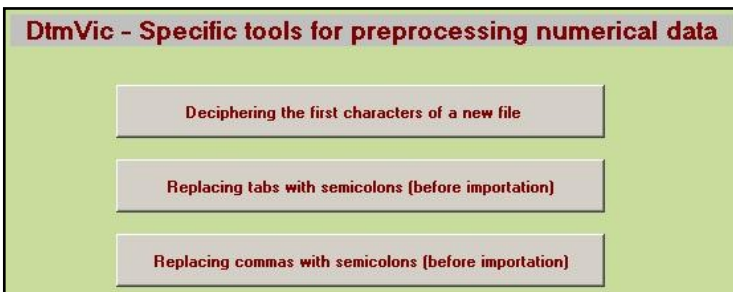 DtmVic - Specific tools for preprocessing numerical data
Deciphering the first characters of a new file
Replacing tabs with semicolons (before importation)
Replacing commas with semicolons (before importation)